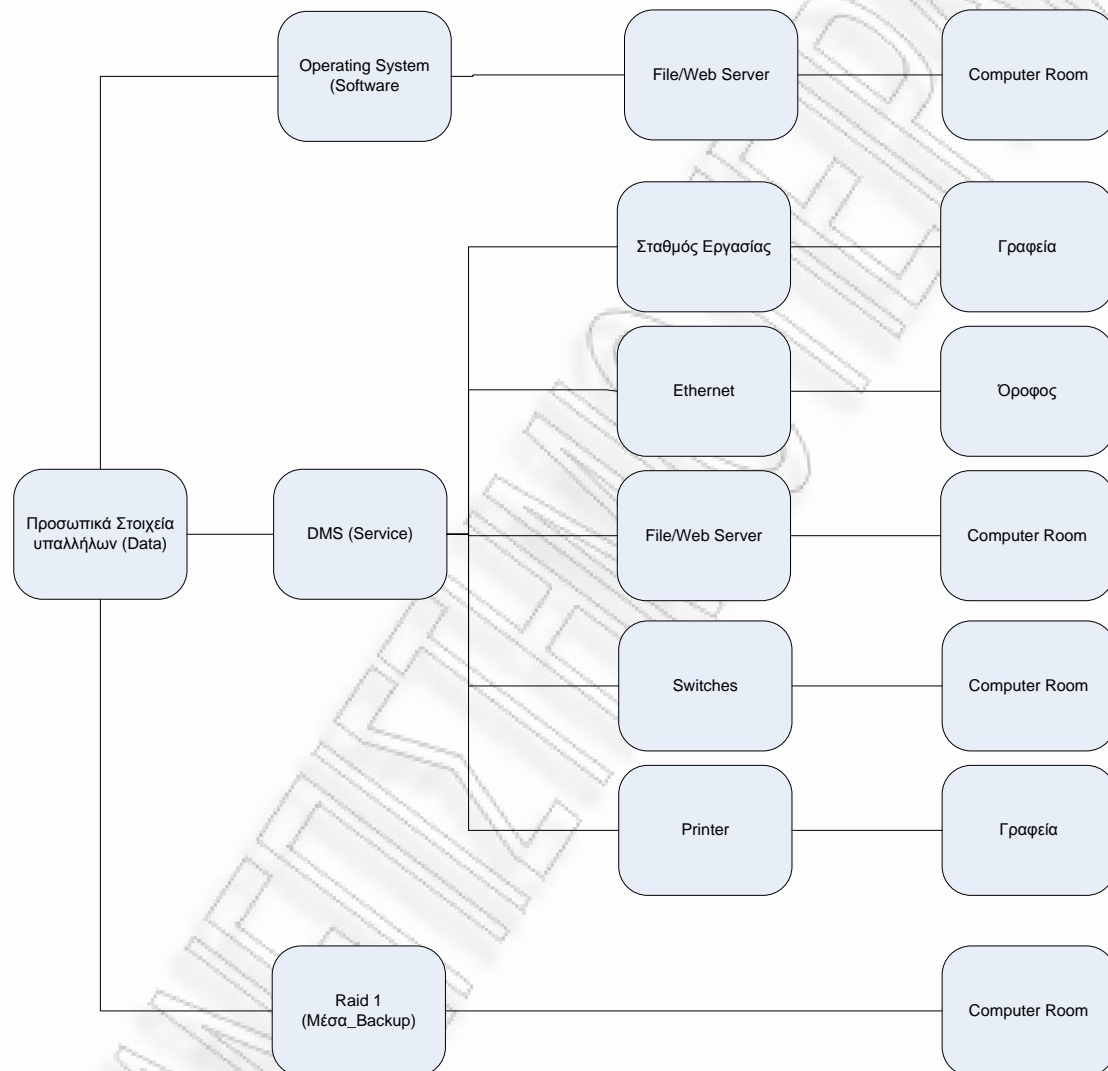 Operating System
(Software
File/Web Server
Computer Room
Σταθμός Εργασίας
Γραφεία
Ethernet
Όροφος
Προσωπικά Στοιχεία
υπαλλήλων (Data)
DMS (Service)
File/Web Server
Computer Room
Switches
Computer Room
Printer
Γραφεία
Raid 1
(Μέσα_Backup)
Computer Room